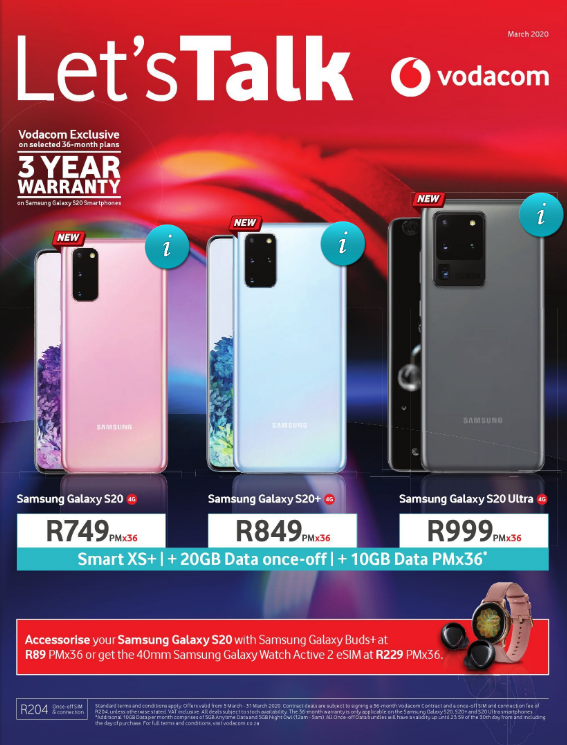 March 2020
Let'sTalk
vodacom
Vodacom Exclusive
on selected 36-month plans
3 YEAR
WARRANTY
on Samsung Galaxy S20 Smartphones
NEW
i
NEW
i
NEW
i
SAMSUNG
SAMSUNG
SAMSUNG
Samsung Galaxy S20 4G
R749PMx36
Samsung Galaxy S20+ 4G
R849PMx36
Samsung Galaxy S20 Ultra 4G
R999PMx36
Smart XS+ | + 20GB Data once-off | + 10GB Data PMx36*
Accessorise your Samsung Galaxy S20 with Samsung Galaxy Buds+ at
R89 PMx36 or get the 40mm Samsung Galaxy Watch Active 2 eSIM at R229 PMx36.
R204 Once-off SIM
& connection
Standard terms and conditions apply. Offers valid from 5 March - 31 March 2020. Contract deals are subject to signing a 36-month Vodacom Contract and a once-off SIM and connection fee of
R204, unless otherwise stated. VAT inclusive. All deals subject to stock availability. The 36-month warranty is only applicable on the Samsung Galaxy S20, S20+ and S20 Ultra smartphones.
*Additional 10GB Data per month comprises of 5GB Anytime Data and 5GB Night Owl (12am - 5am). All Once-off Data bundles will have a validity up until 23:59 of the 30th day from and including
the day of purchase. For full terms and conditions, visit vodacom.co.za